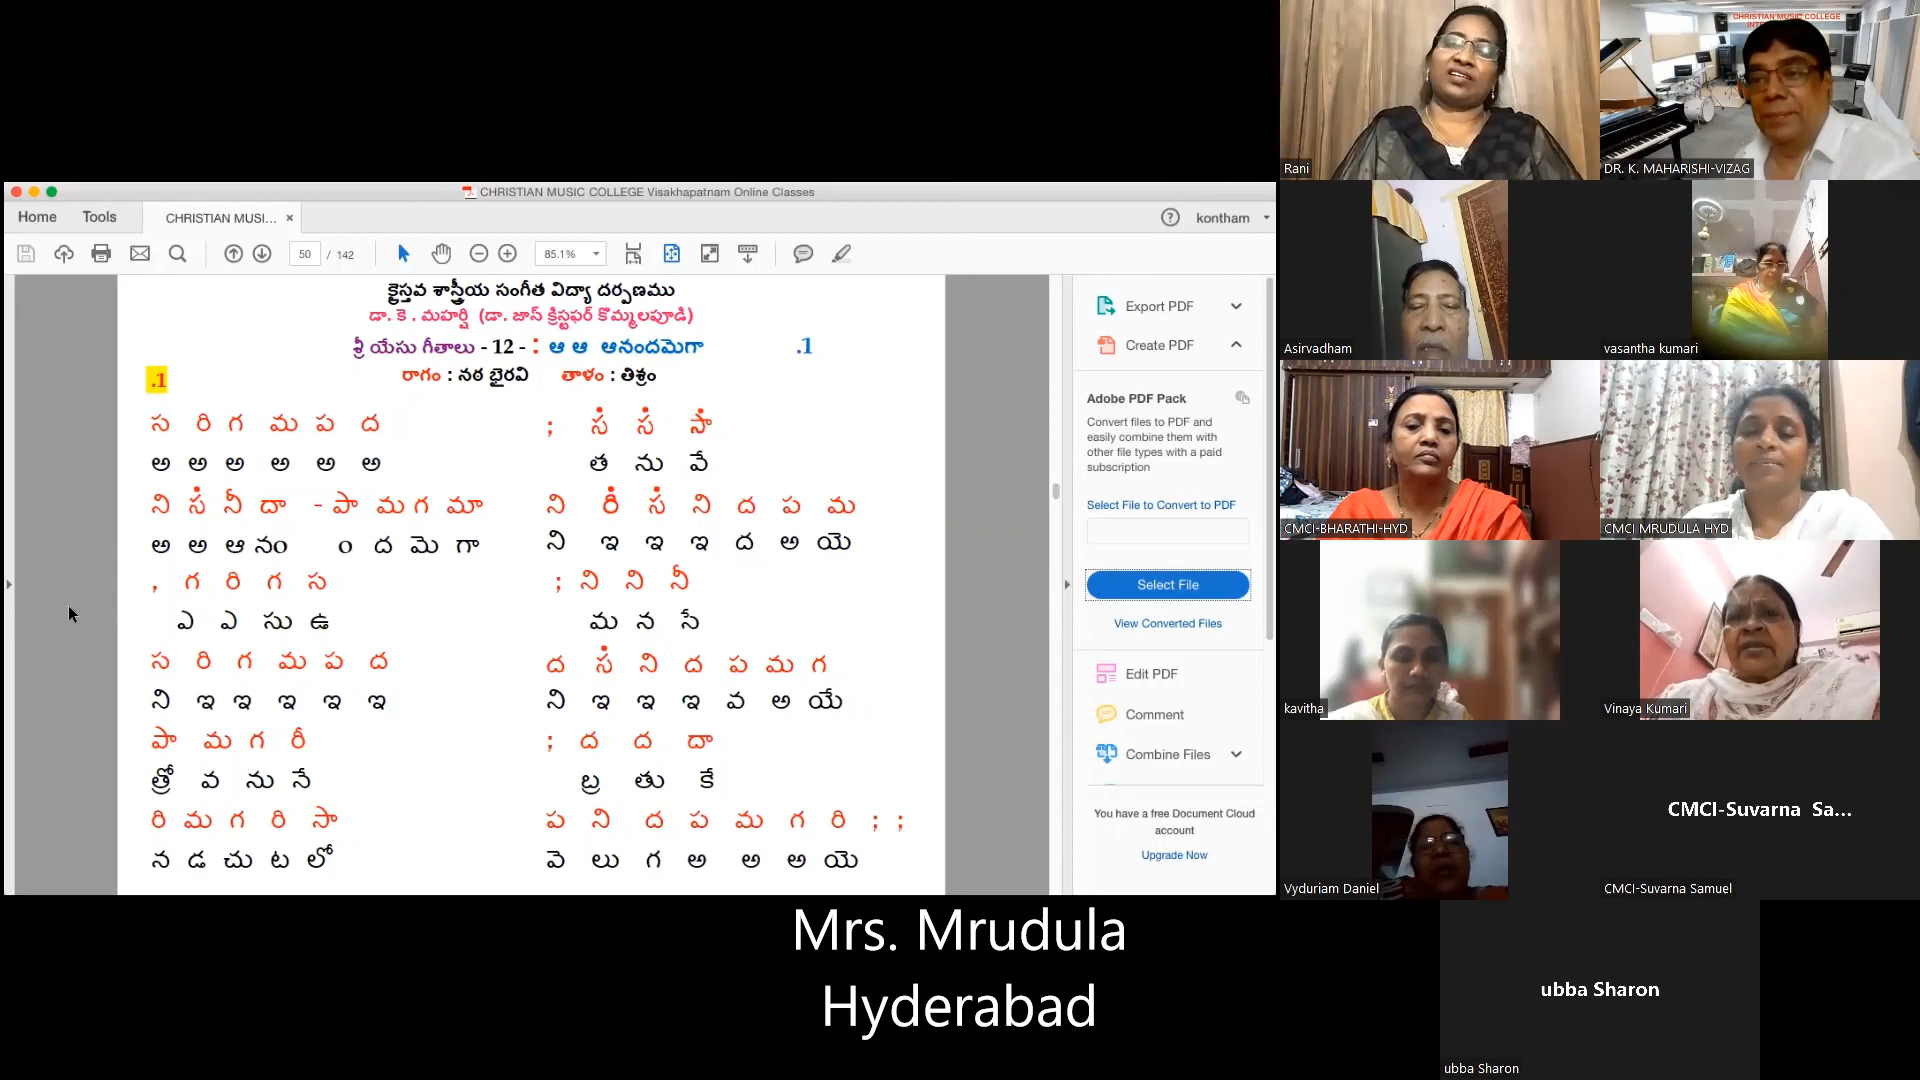 CHRISTIAN MUSIC COLLEGE Visakhapatnam Online Classes
Home Tools CHRISTIAN MUSI... × kontham
50 / 142 85.1%
క్రైస్తవ శాస్త్రీయ సంగీత విద్యా దర్పణము
డా. కె . మహర్షి (డా. జాస్ క్రిస్టఫర్ కొమ్మలపూడి)
శ్రీ యేసు గీతాలు - 12 - : ఆ ఆ ఆనందమెగా .1
రాగం : నఠ భైరవి తాళం : తిశ్రం
.1
స రి గ మ ప ద ; స̇ స̇ సా̇
అ అ అ అ అ అ త ను వే
ని స̇ నీ దా - పా మ గ మా ని రి̇ స̇ ని ద ప మ
అ అ ఆ నం ం ద మె గా ని ఇ ఇ ఇ ద అ యె
, గ రి గ స ; ని ని నీ
ఎ ఎ సు ఉ మ న సే
స రి గ మ ప ద ద స̇ ని ద ప మ గ
ని ఇ ఇ ఇ ఇ ఇ ని ఇ ఇ ఇ వ అ యే
పా మ గ రీ ; ద ద దా
త్రో వ ను నే బ్ర తు కే
రి మ గ రి సా ప ని ద ప మ గ రి ; ;
న డ చు ట లో వె లు గ అ అ అ యె
Export PDF
Create PDF
Adobe PDF Pack
Convert files to PDF and
easily combine them with
other file types with a paid
subscription
Select File to Convert to PDF
Select File
View Converted Files
Edit PDF
Comment
Combine Files
You have a free Document Cloud
account
Upgrade Now
Mrs. Mrudula
Hyderabad
CHRISTIAN MUSIC COLLEGE
Rani
DR. K. MAHARISHI-VIZAG
Asirvadham
vasantha kumari
CMCI-BHARATHI-HYD
CMCI MRUDULA HYD
kavitha
Vinaya Kumari
Vyduriam Daniel
CMCI-Suvarna Sa...
CMCI-Suvarna Samuel
ubba Sharon
ubba Sharon